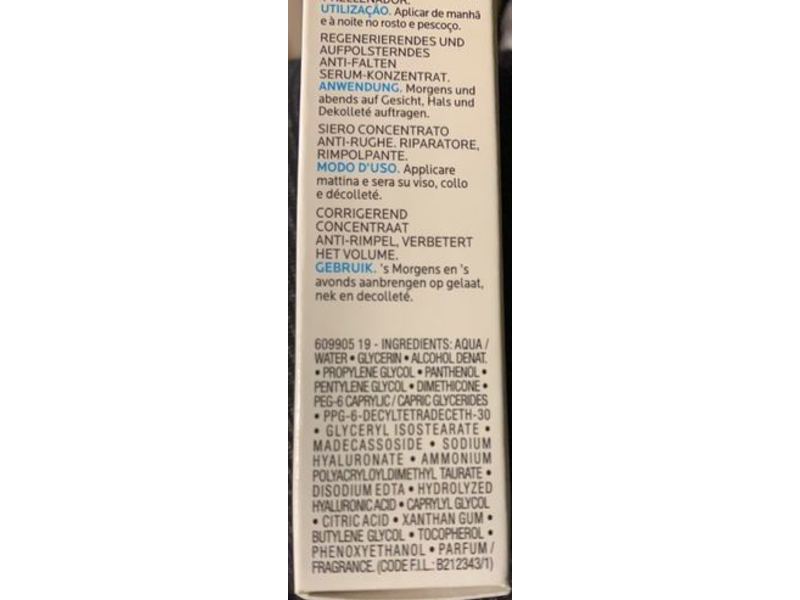 UTILIZAÇÃO. Aplicar de manhã
e à noite no rosto e pescoço.
REGENERIERENDES UND
AUFPOLSTERNDES
ANTI-FALTEN
SERUM-KONZENTRAT.
ANWENDUNG. Morgens und
abends auf Gesicht, Hals und
Dekolleté auftragen.
SIERO CONCENTRATO
ANTI-RUGHE. RIPARATORE,
RIMPOLPANTE.
MODO D'USO. Applicare
mattina e sera su viso, collo
e décolleté.
CORRIGEREND
CONCENTRAAT
ANTI-RIMPEL, VERBETERT
HET VOLUME.
GEBRUIK. 's Morgens en 's
avonds aanbrengen op gelaat,
nek en decolleté.
609905 19 - INGREDIENTS: AQUA /
WATER • GLYCERIN • ALCOHOL DENAT.
• PROPYLENE GLYCOL • PANTHENOL •
PENTYLENE GLYCOL • DIMETHICONE •
PEG-6 CAPRYLIC / CAPRIC GLYCERIDES
• PPG-6-DECYLTETRADECETH-30
• GLYCERYL ISOSTEARATE •
MADECASSOSIDE • SODIUM
HYALURONATE • AMMONIUM
POLYACRYLOYLDIMETHYL TAURATE •
DISODIUM EDTA • HYDROLYZED
HYALURONIC ACID • CAPRYLYL GLYCOL
• CITRIC ACID • XANTHAN GUM •
BUTYLENE GLYCOL • TOCOPHEROL •
PHENOXYETHANOL • PARFUM /
FRAGRANCE. (CODE F.I.L.: B212343/1)